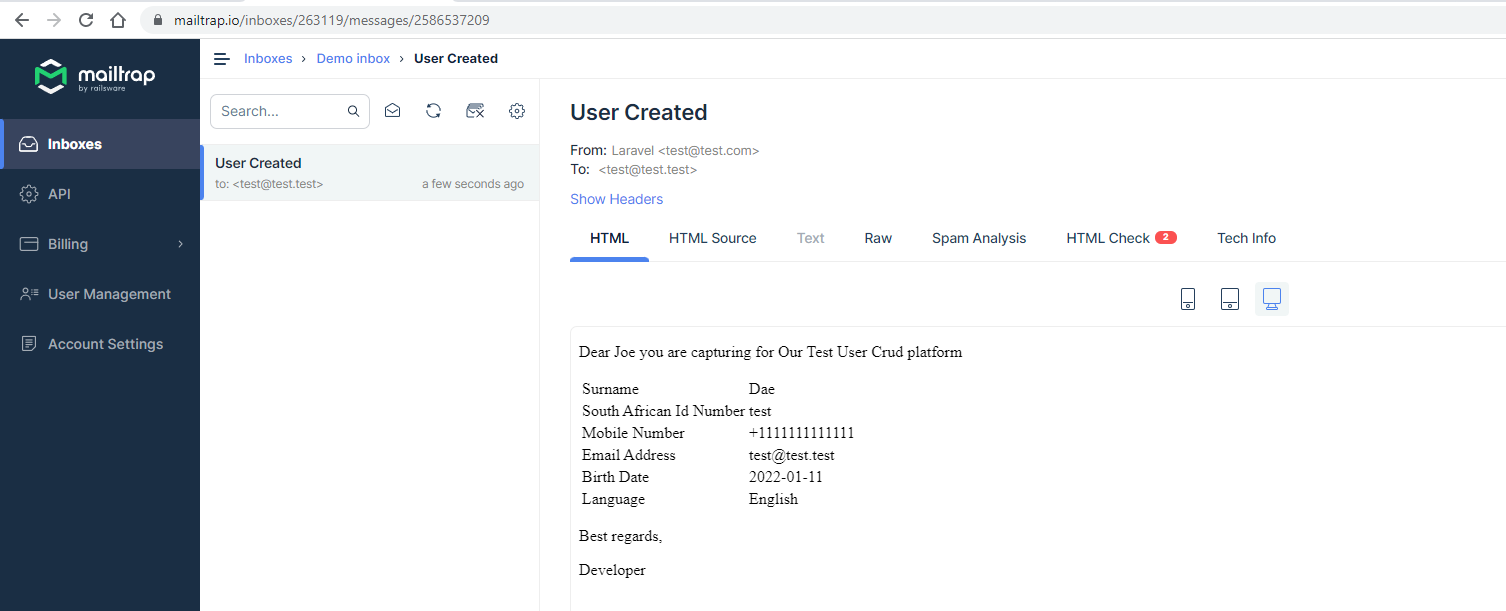 mailtrap.io/inboxes/263119/messages/2586537209
mailtrap
by railsware
Inboxes
API
Billing
User Management
Account Settings
Inboxes › Demo inbox › User Created
Search...
User Created
to: <test@test.test> a few seconds ago
User Created
From: Laravel <test@test.com>
To: <test@test.test>
Show Headers
HTML HTML Source Text Raw Spam Analysis HTML Check 2 Tech Info
Dear Joe you are capturing for Our Test User Crud platform
Surname Dae
South African Id Number test
Mobile Number +1111111111111
Email Address test@test.test
Birth Date 2022-01-11
Language English
Best regards,
Developer